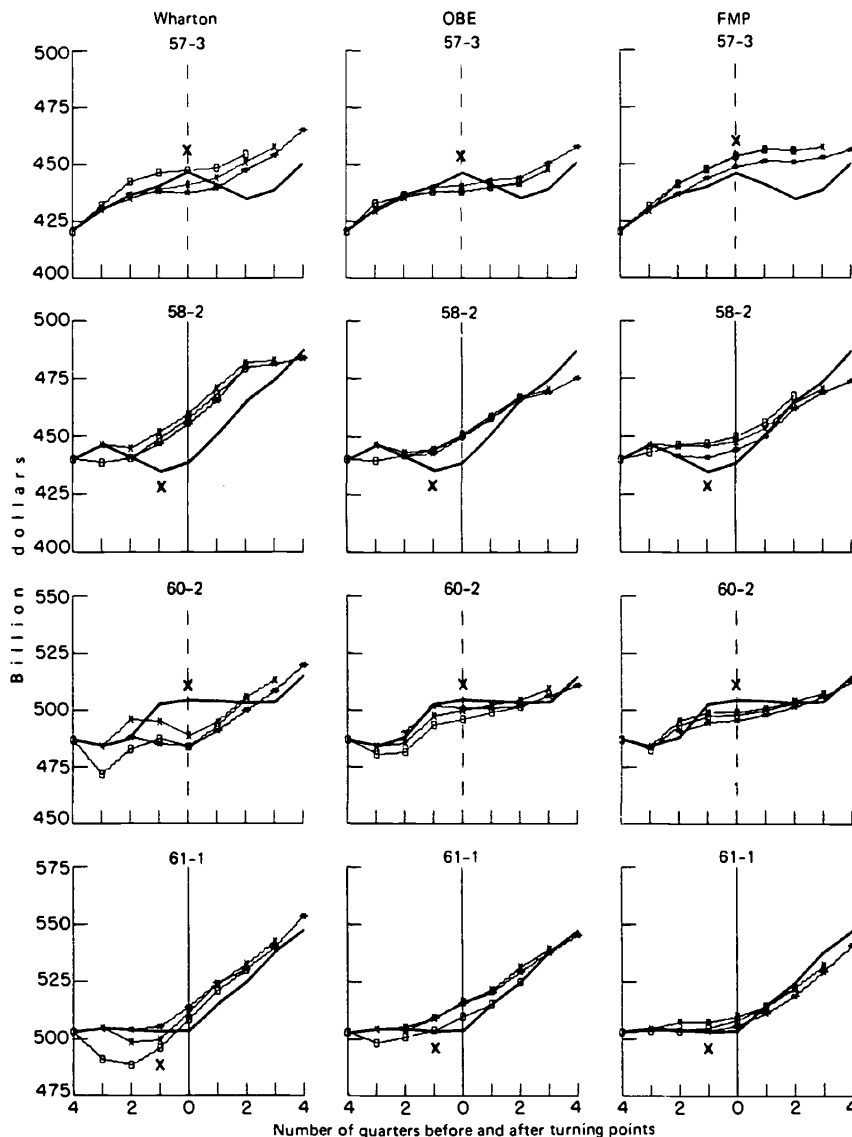 Wharton OBE FMP
57-3 57-3 57-3
500
475
450
425
400
X X X
58-2 58-2 58-2
500
475
450
425
400
X X X
60-2 60-2 60-2
550
525
500
475
450
X X X
61-1 61-1 61-1
575
550
525
500
475
X X X
4 2 0 2 4 4 2 0 2 4 4 2 0 2 4
Billion dollars
Number of quarters before and after turning points